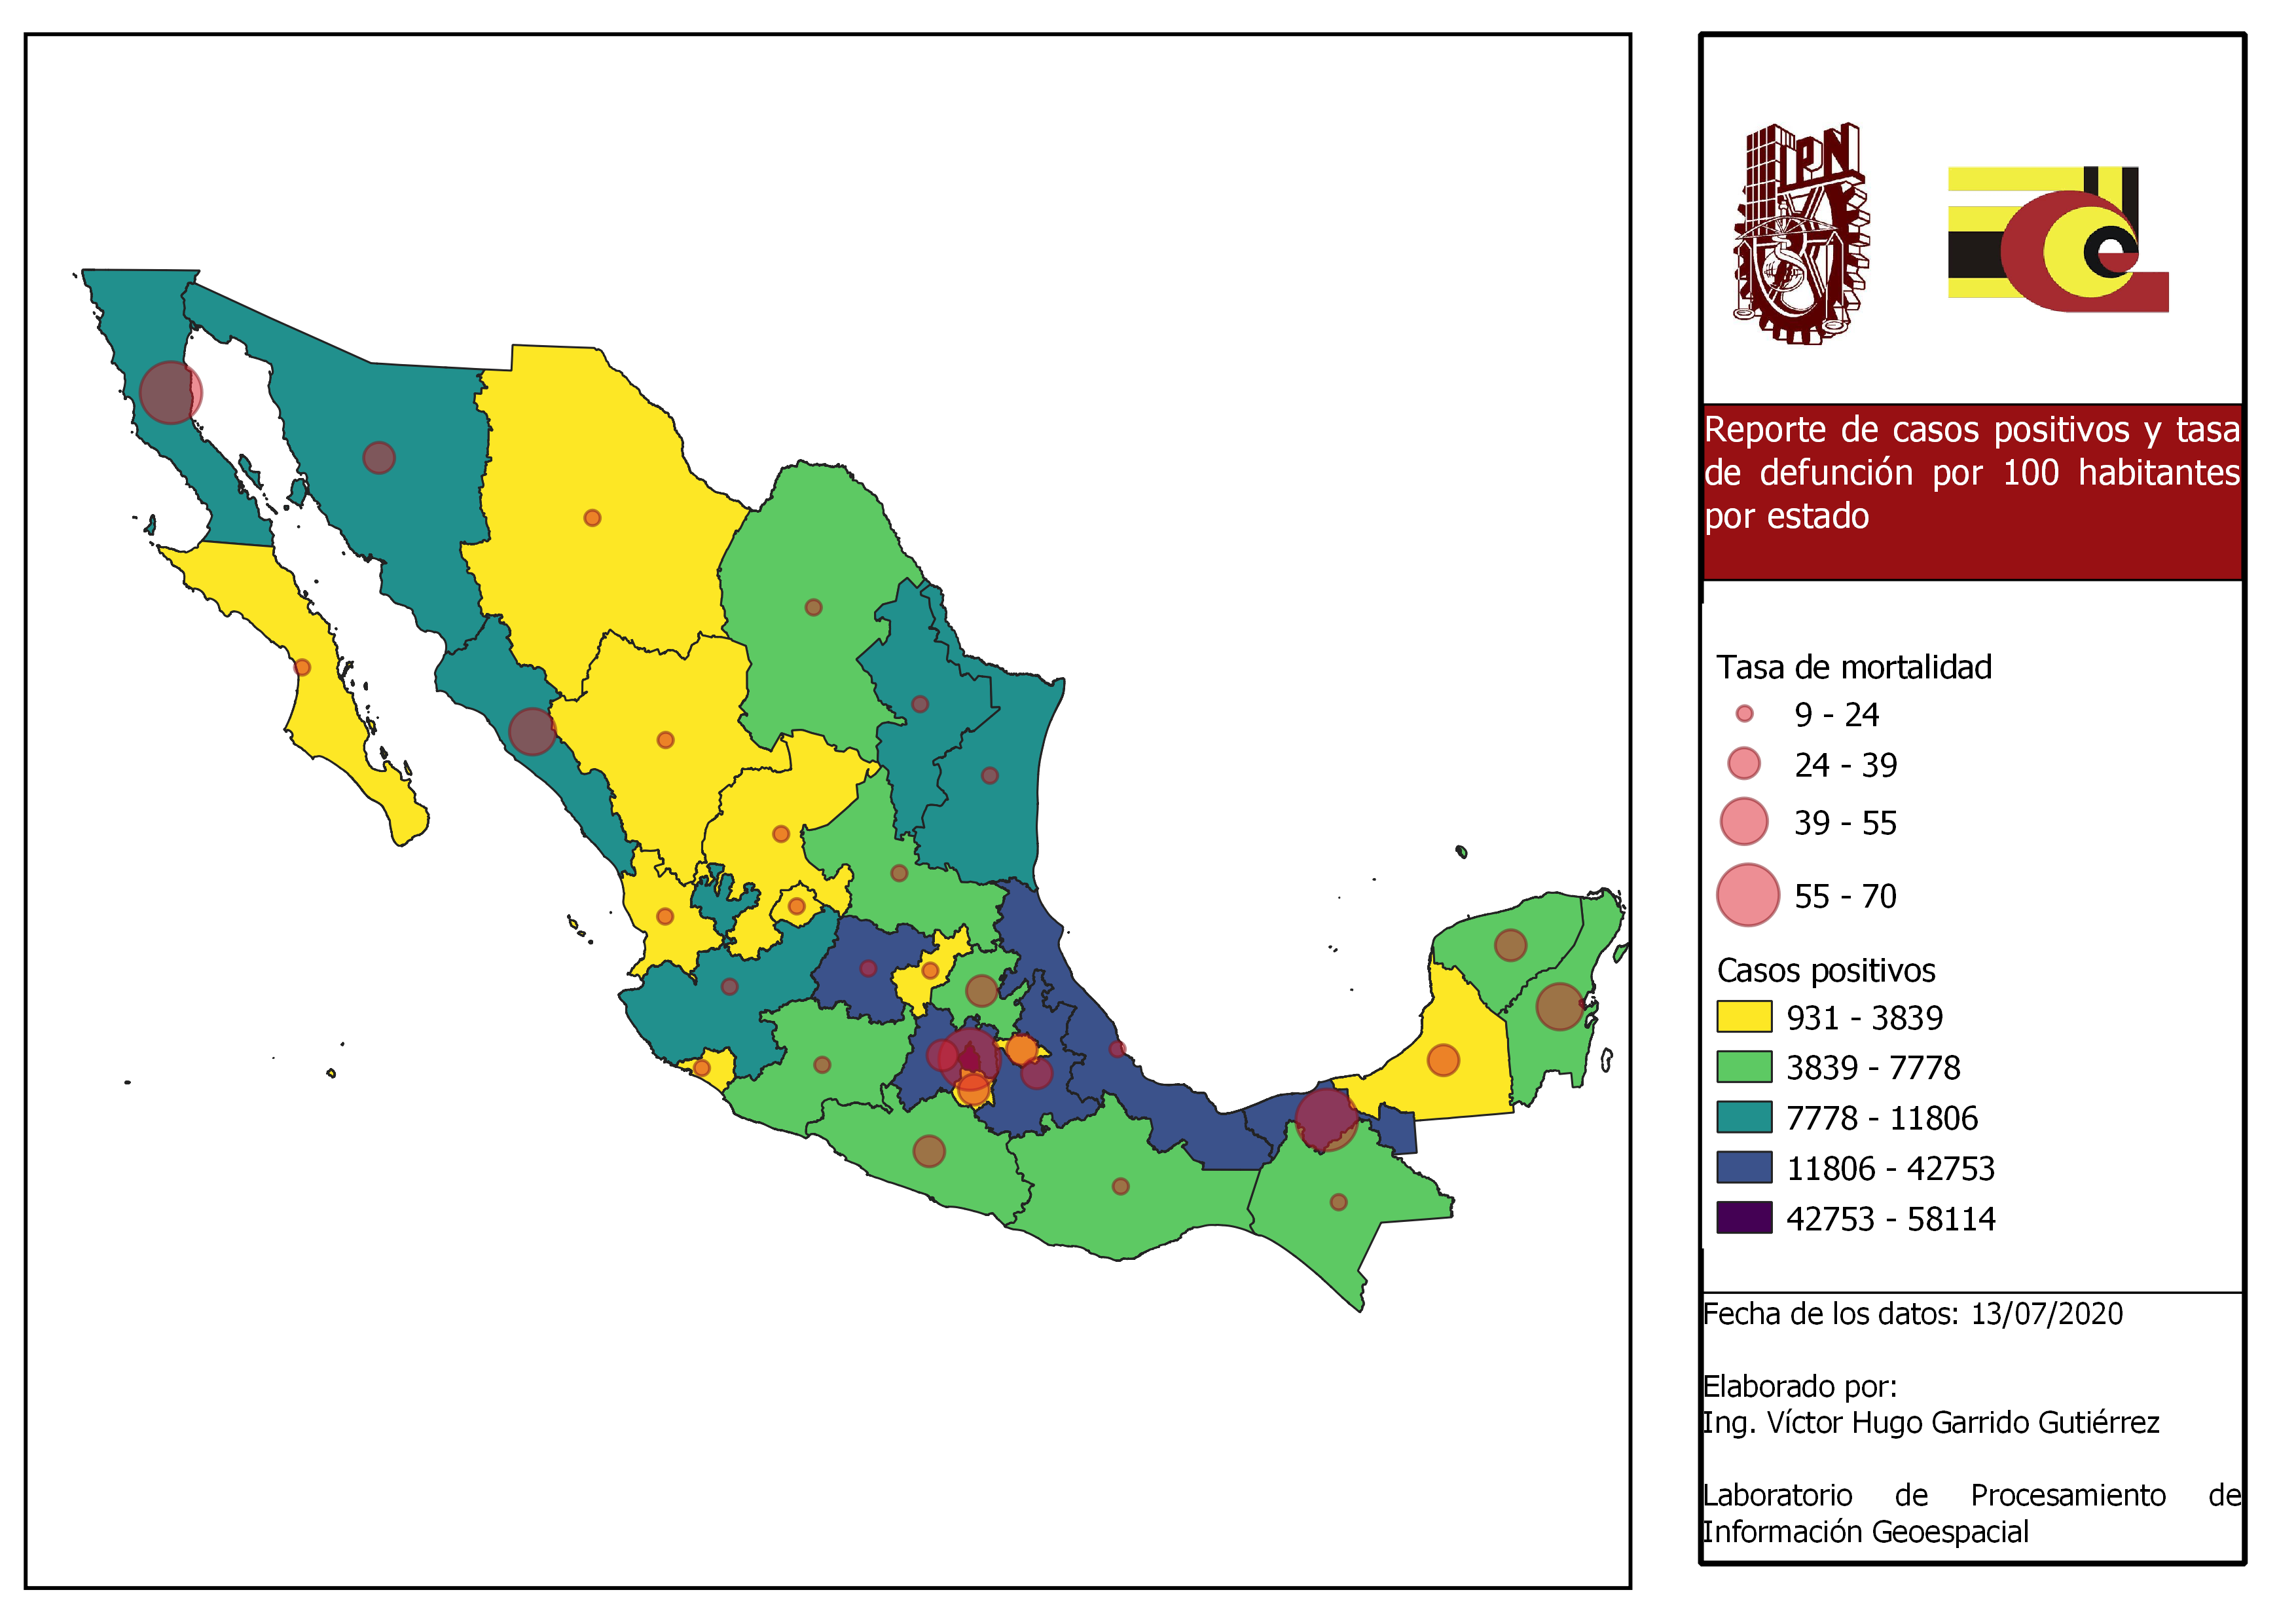 IPN
Reporte de casos positivos y tasa
de defunción por 100 habitantes
por estado
Tasa de mortalidad
9 - 24
24 - 39
39 - 55
55 - 70
Casos positivos
931 - 3839
3839 - 7778
7778 - 11806
11806 - 42753
42753 - 58114
Fecha de los datos: 13/07/2020
Elaborado por:
Ing. Víctor Hugo Garrido Gutiérrez
Laboratorio de Procesamiento de
Información Geoespacial